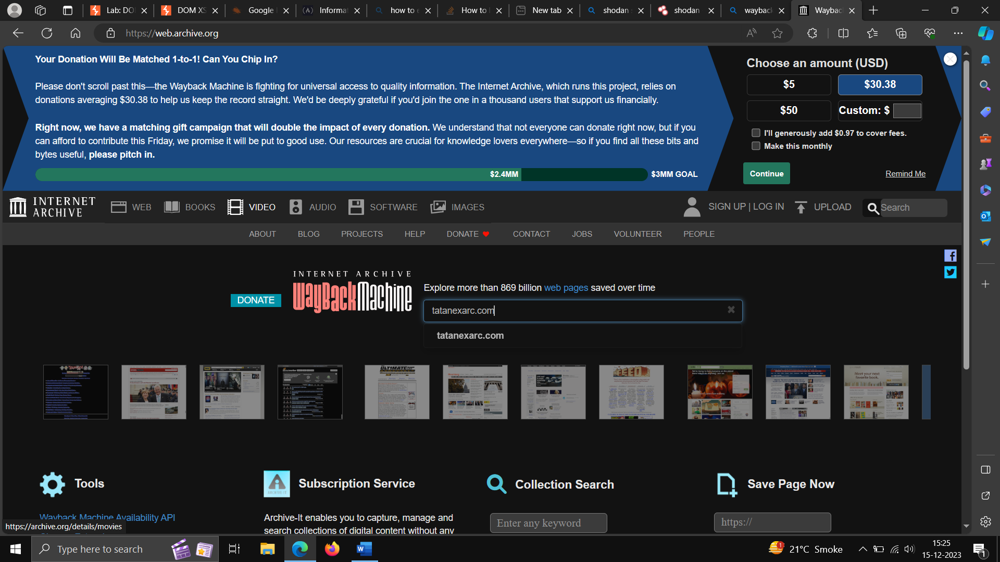 Lab: DO
DOM XS
Google
Informat
how to e
How to
New tab
shodan
shodan
wayback
Waybac
https://web.archive.org
Your Donation Will Be Matched 1-to-1! Can You Chip In?
Please don't scroll past this—the Wayback Machine is fighting for universal access to quality information. The Internet Archive, which runs this project, relies on
donations averaging $30.38 to help us keep the record straight. We'd be deeply grateful if you'd join the one in a thousand users that support us financially.
Right now, we have a matching gift campaign that will double the impact of every donation. We understand that not everyone can donate right now, but if you
can afford to contribute this Friday, we promise it will be put to good use. Our resources are crucial for knowledge lovers everywhere—so if you find all these bits and
bytes useful, please pitch in.
$2.4MM
$3MM GOAL
Choose an amount (USD)
$5
$30.38
$50
Custom: $
I'll generously add $0.97 to cover fees.
Make this monthly
Continue
Remind Me
INTERNET
ARCHIVE
WEB
BOOKS
VIDEO
AUDIO
SOFTWARE
IMAGES
SIGN UP | LOG IN
UPLOAD
Search
ABOUT
BLOG
PROJECTS
HELP
DONATE
CONTACT
JOBS
VOLUNTEER
PEOPLE
DONATE
INTERNET ARCHIVE
WayBackMachine
Explore more than 869 billion web pages saved over time
tatanexarc.com
tatanexarc.com
ULTIMATE
FEED
Meet your next
favorite book.
Tools
Subscription Service
Collection Search
Save Page Now
ARCHIVE-IT
Wayback Machine Availability API
Archive-It enables you to capture, manage and
search collections of digital content without any
Enter any keyword
https://
https://archive.org/details/movies
Type here to search
1
21°C Smoke
15:25
15-12-2023
1